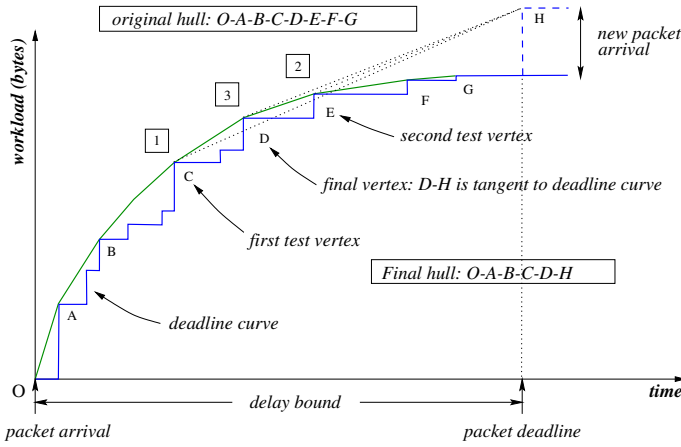 original hull: O-A-B-C-D-E-F-G
H
new packet
arrival
workload (bytes)
2
3
1
G
F
E
D
C
B
A
second test vertex
final vertex: D-H is tangent to deadline curve
first test vertex
Final hull: O-A-B-C-D-H
deadline curve
O
time
delay bound
packet arrival
packet deadline